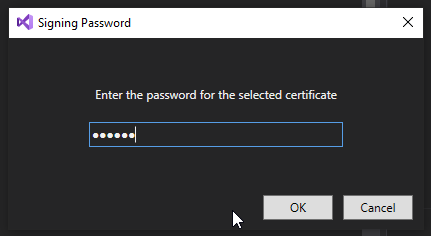 Signing Password
Enter the password for the selected certificate
●●●●●●
OK
Cancel